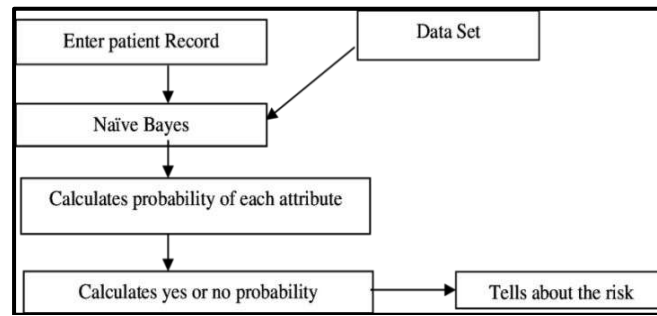 Enter patient Record
Data Set
Naïve Bayes
Calculates probability of each attribute
Calculates yes or no probability
Tells about the risk